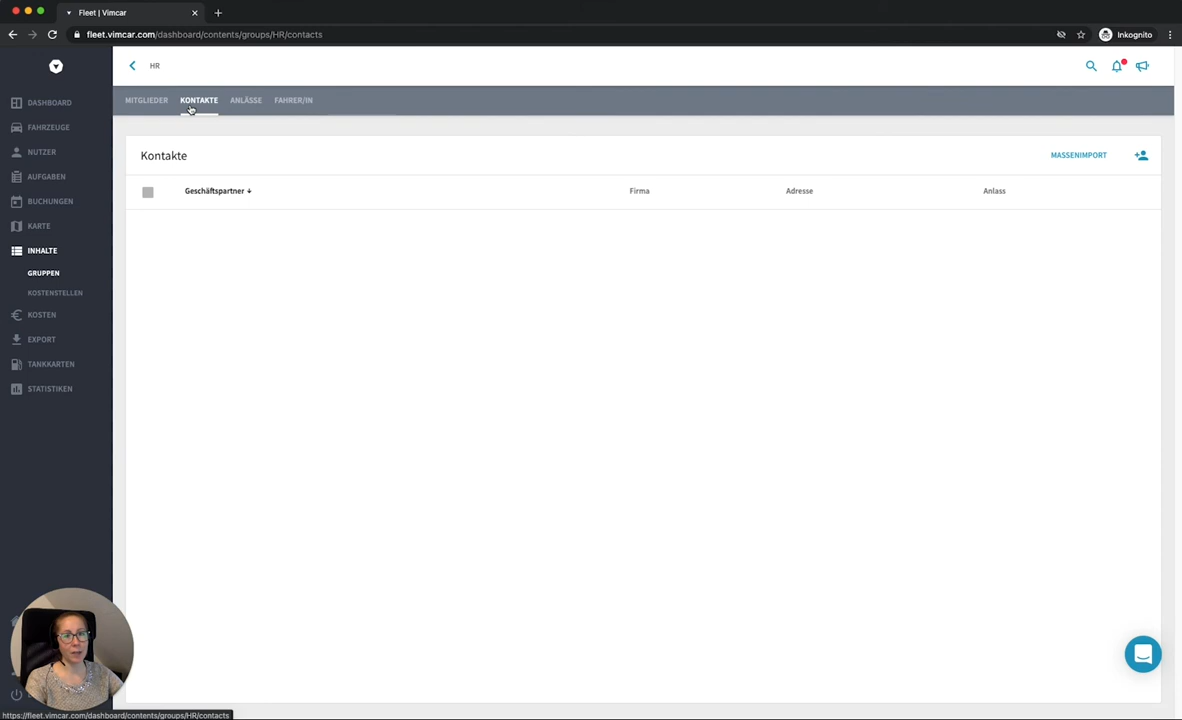 Fleet | Vimcar
fleet.vimcar.com/dashboard/contents/groups/HR/contacts
Inkognito
HR
MITGLIEDER
KONTAKTE
ANLÄSSE
FAHRER/IN
DASHBOARD
FAHRZEUGE
NUTZER
AUFGABEN
BUCHUNGEN
KARTE
INHALTE
GRUPPEN
KOSTENSTELLEN
KOSTEN
EXPORT
TANKKARTEN
STATISTIKEN
Kontakte
MASSENIMPORT
Geschäftspartner
Firma
Adresse
Anlass
https://fleet.vimcar.com/dashboard/contents/groups/HR/contacts